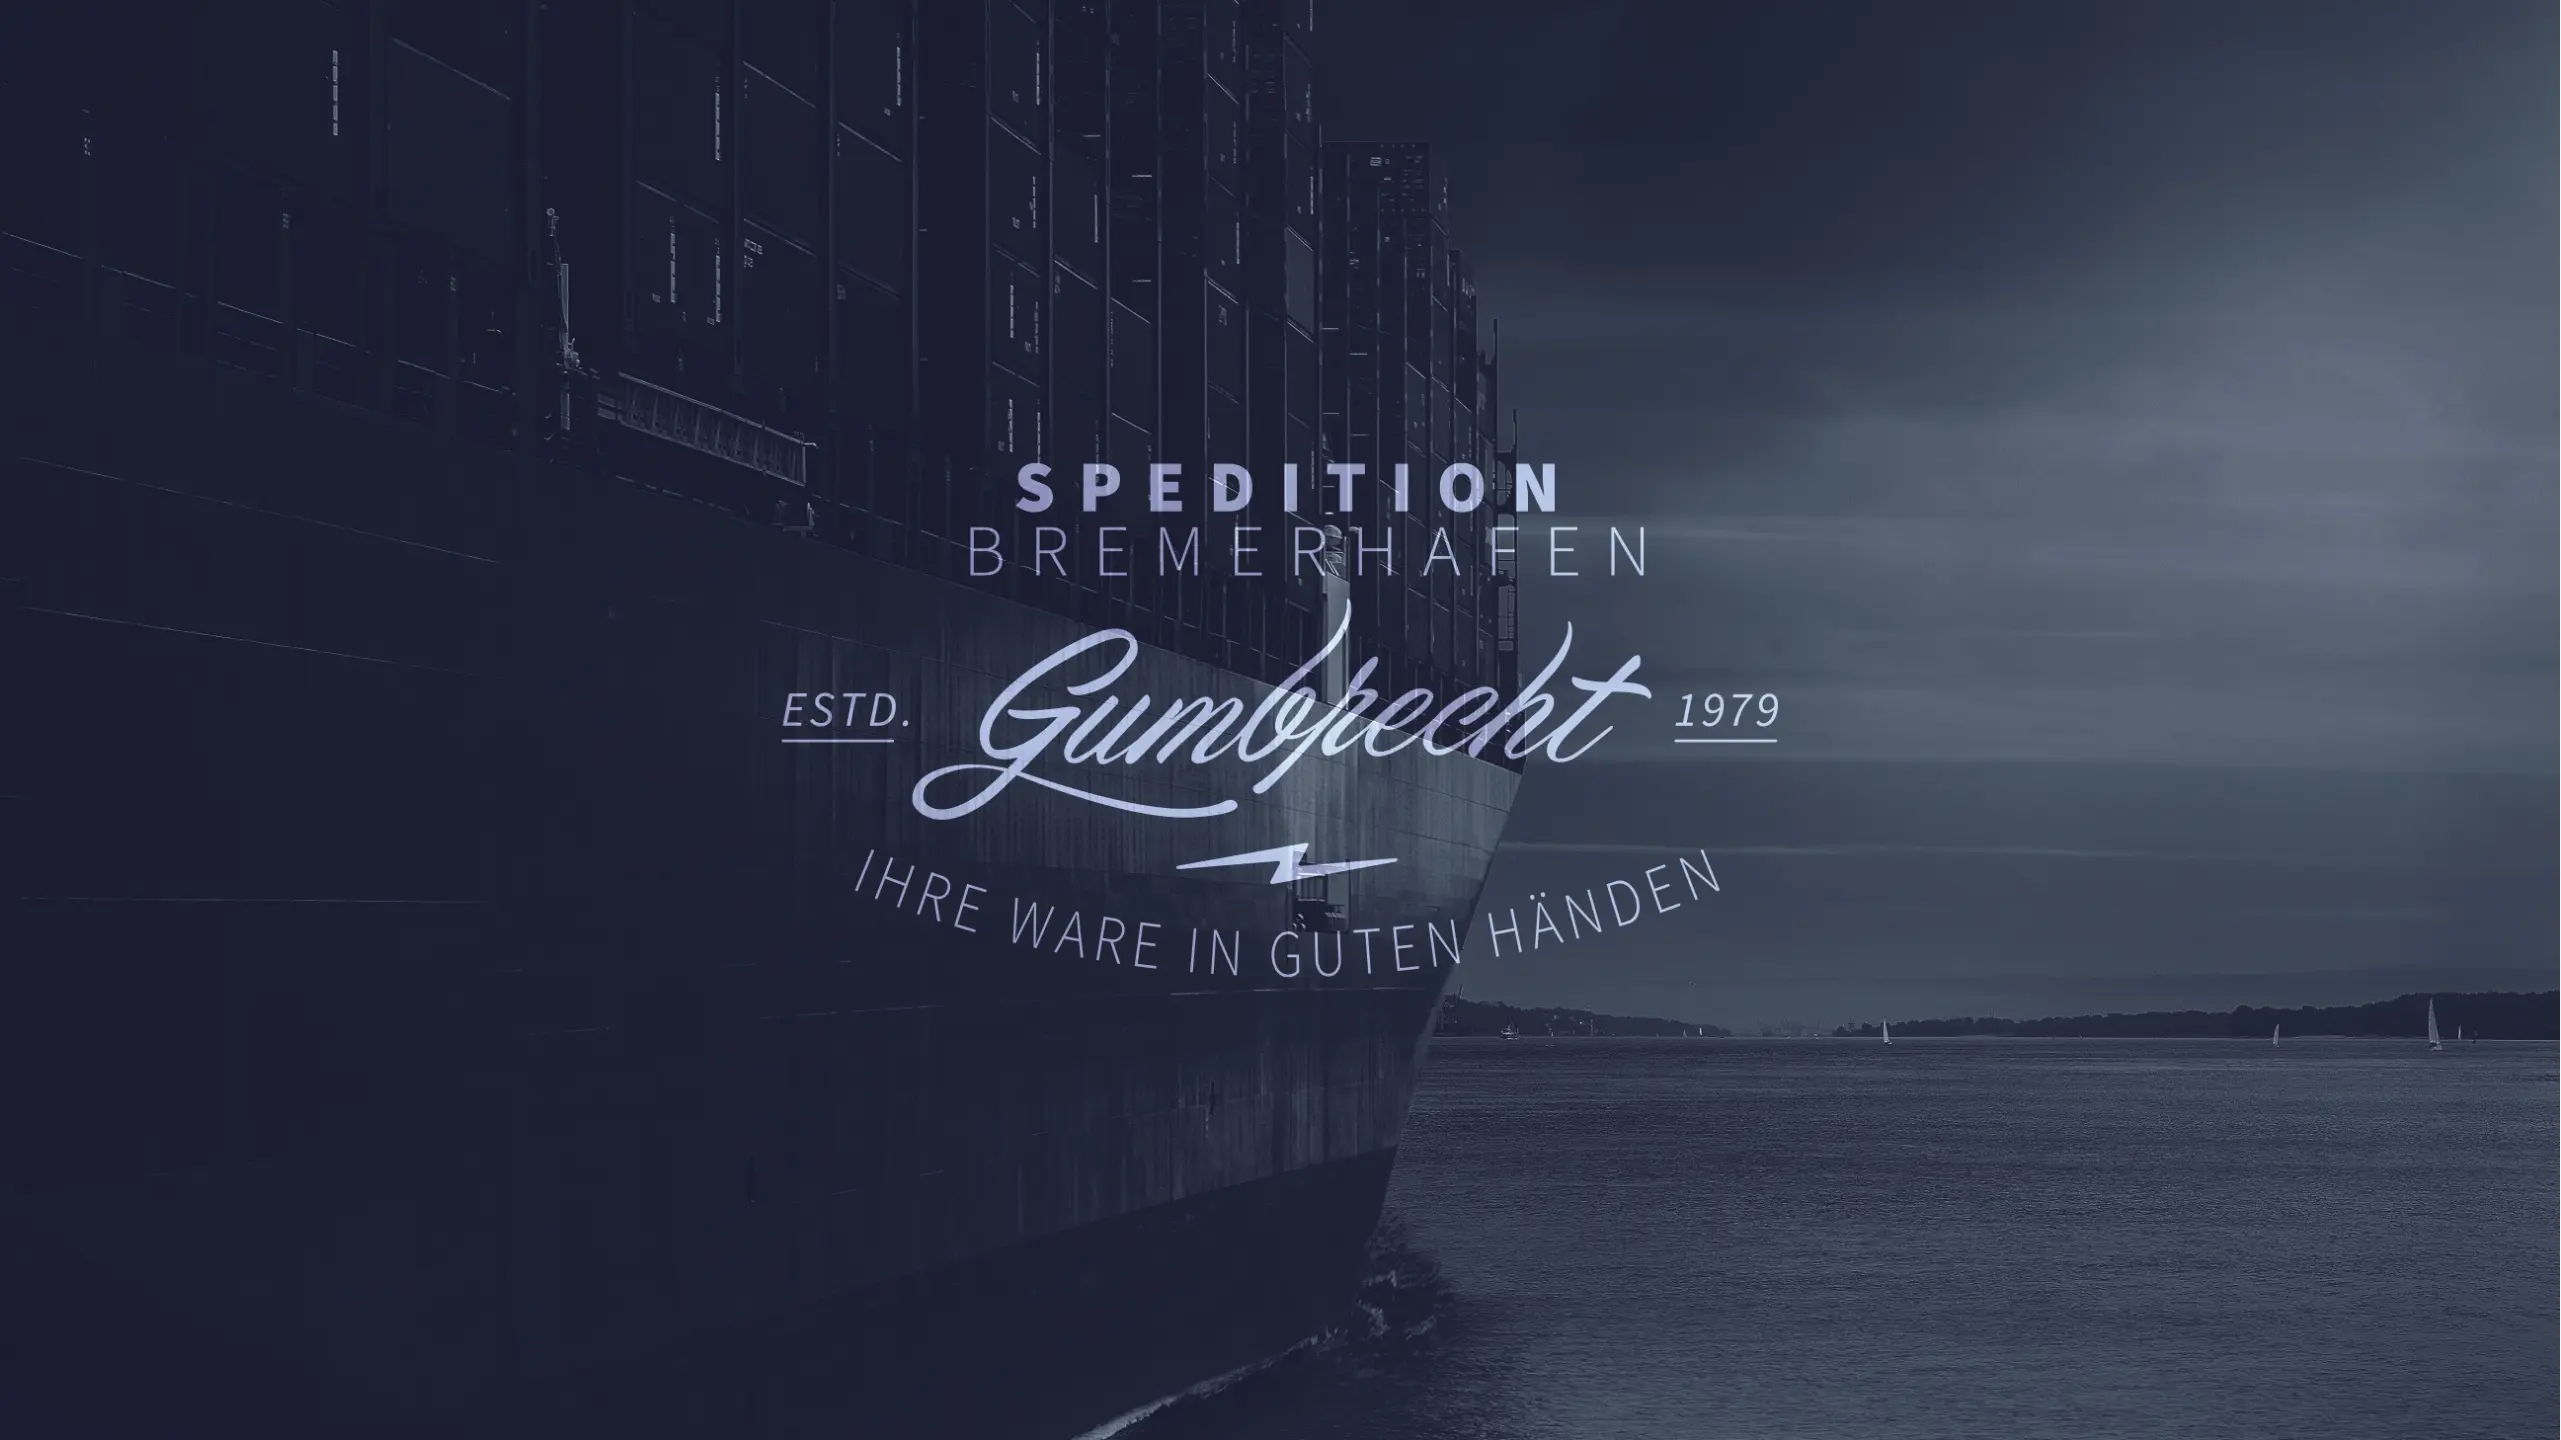 SPEDITION
BREMERHAFEN
ESTD. Gumbrecht 1979
IHRE WARE IN GUTEN HÄNDEN